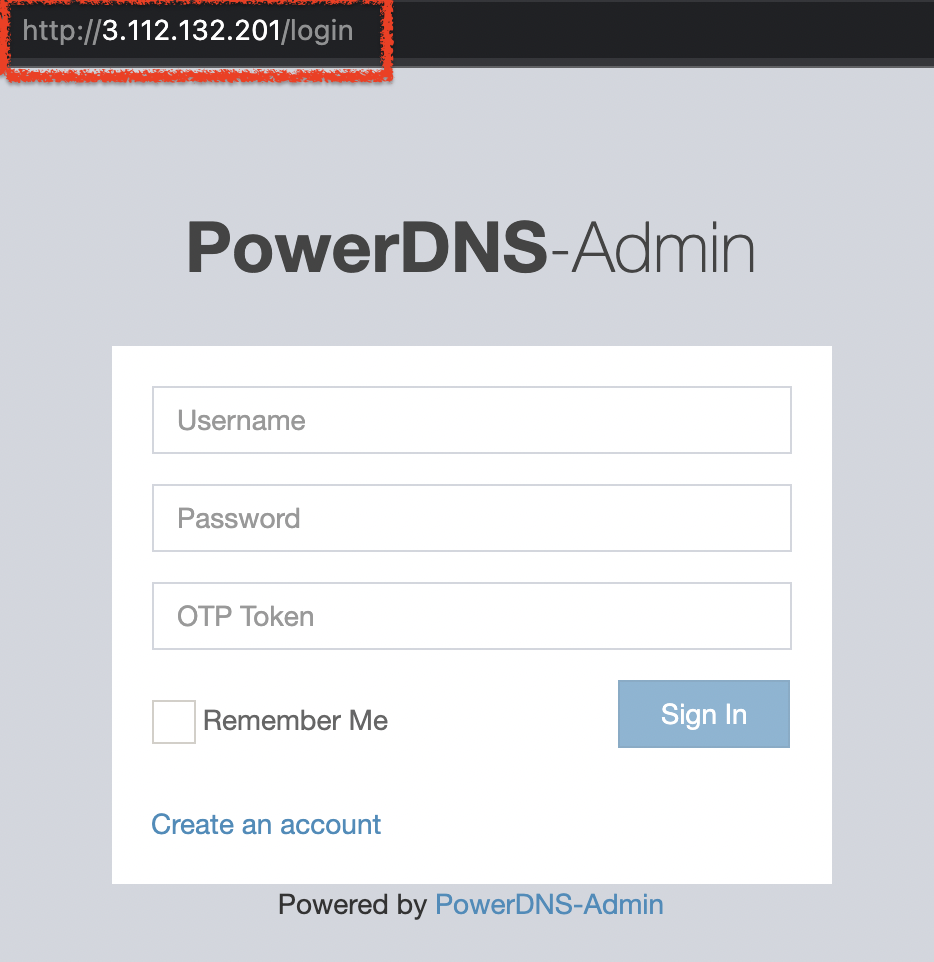 http://3.112.132.201/login
PowerDNS-Admin
Username
Password
OTP Token
Remember Me
Sign In
Create an account
Powered by PowerDNS-Admin